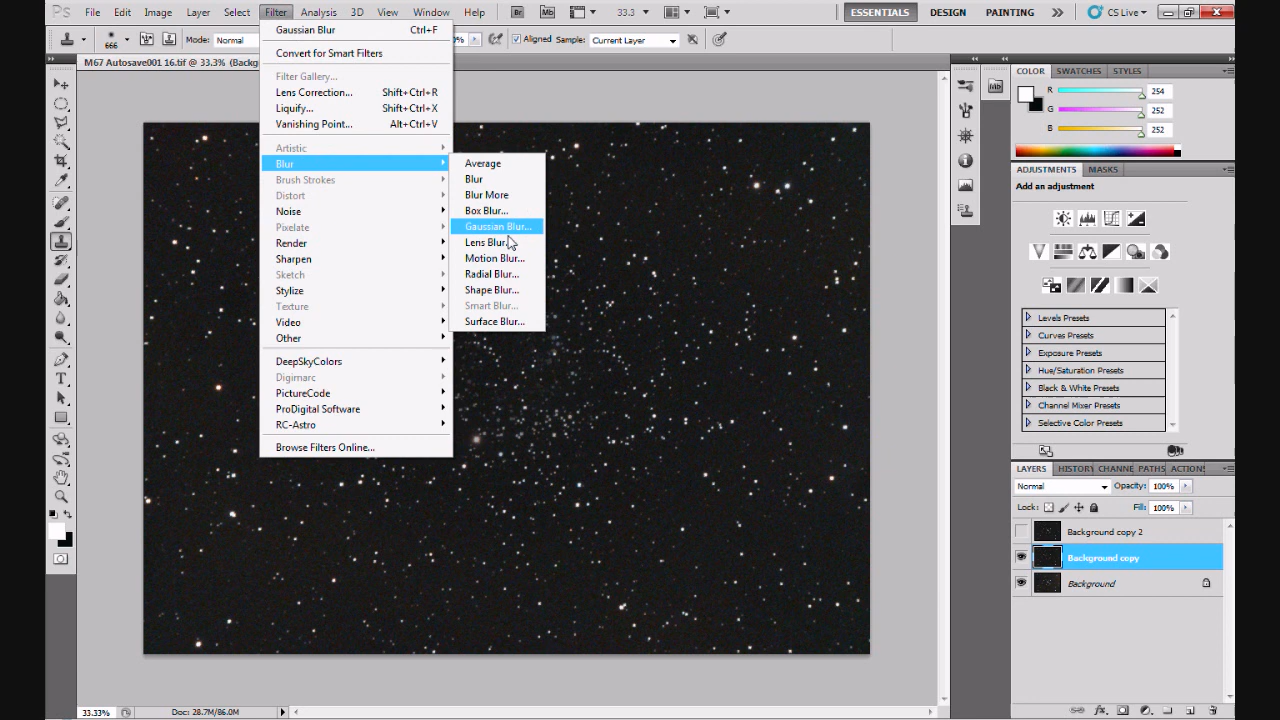 PS File Edit Image Layer Select Filter Analysis 3D View Window Help Br Mb 33.3 ESSENTIALS DESIGN PAINTING CS Live
666 Mode: Normal % Aligned Sample: Current Layer
M67 Autosave001 16.tif @ 33.3% (Backg
Gaussian Blur Ctrl+F
Convert for Smart Filters
Filter Gallery...
Lens Correction... Shift+Ctrl+R
Liquify... Shift+Ctrl+X
Vanishing Point... Alt+Ctrl+V
Artistic
Blur
Brush Strokes
Distort
Noise
Pixelate
Render
Sharpen
Sketch
Stylize
Texture
Video
Other
DeepSkyColors
Digimarc
PictureCode
ProDigital Software
RC-Astro
Browse Filters Online...
Average
Blur
Blur More
Box Blur...
Gaussian Blur...
Lens Blur...
Motion Blur...
Radial Blur...
Shape Blur...
Smart Blur...
Surface Blur...
Mb
COLOR SWATCHES STYLES
R 254
G 252
B 252
ADJUSTMENTS MASKS
Add an adjustment
Levels Presets
Curves Presets
Exposure Presets
Hue/Saturation Presets
Black & White Presets
Channel Mixer Presets
Selective Color Presets
LAYERS HISTORY CHANNE PATHS ACTIONS
Normal Opacity: 100%
Lock: Fill: 100%
Background copy 2
Background copy
Background
33.33% Doc: 28.7M/86.0M